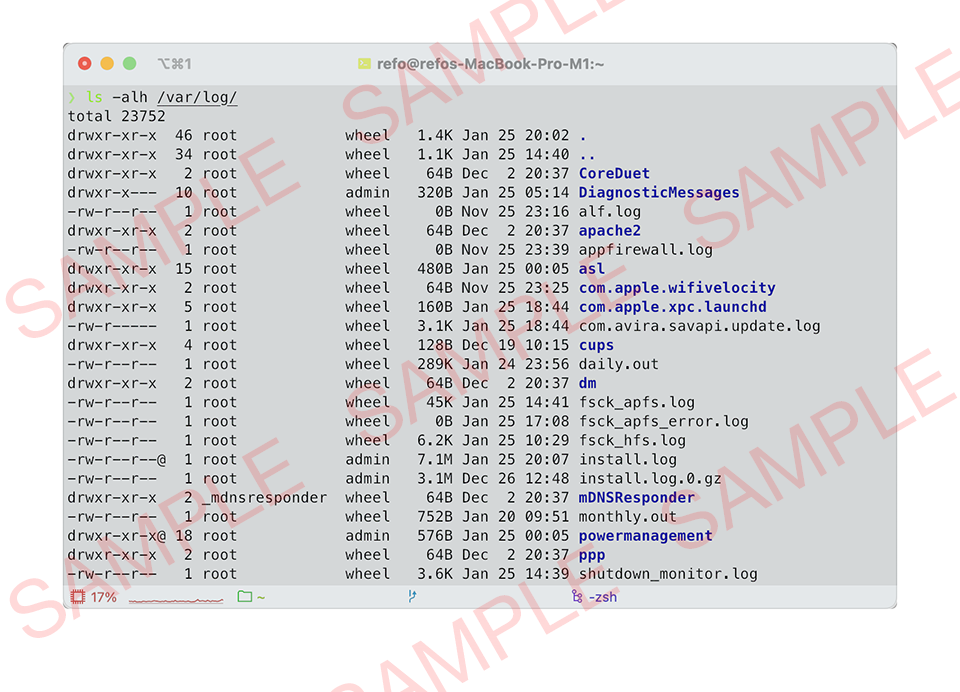 ⌥⌘1 refo@refos-MacBook-Pro-M1:~
❯ ls -alh /var/log/
total 23752
drwxr-xr-x  46 root            wheel   1.4K Jan 25 20:02 .
drwxr-xr-x  34 root            wheel   1.1K Jan 25 14:40 ..
drwxr-xr-x   2 root            wheel    64B Dec  2 20:37 CoreDuet
drwxr-x---  10 root            admin   320B Jan 25 05:14 DiagnosticMessages
-rw-r--r--   1 root            wheel     0B Nov 25 23:16 alf.log
drwxr-xr-x   2 root            wheel    64B Dec  2 20:37 apache2
-rw-r--r--   1 root            wheel     0B Nov 25 23:39 appfirewall.log
drwxr-xr-x  15 root            wheel   480B Jan 25 00:05 asl
drwxr-xr-x   2 root            wheel    64B Nov 25 23:25 com.apple.wifivelocity
drwxr-xr-x   5 root            wheel   160B Jan 25 18:44 com.apple.xpc.launchd
-rw-r-----   1 root            wheel   3.1K Jan 25 18:44 com.avira.savapi.update.log
drwxr-xr-x   4 root            wheel   128B Dec 19 10:15 cups
-rw-r--r--   1 root            wheel   289K Jan 24 23:56 daily.out
drwxr-xr-x   2 root            wheel    64B Dec  2 20:37 dm
-rw-r--r--   1 root            wheel    45K Jan 25 14:41 fsck_apfs.log
-rw-r--r--   1 root            wheel     0B Jan 25 17:08 fsck_apfs_error.log
-rw-r--r--   1 root            wheel   6.2K Jan 25 10:29 fsck_hfs.log
-rw-r--r--@  1 root            admin   7.1M Jan 25 20:07 install.log
-rw-r--r--   1 root            admin   3.1M Dec 26 12:48 install.log.0.gz
drwxr-xr-x   2 _mdnsresponder  wheel    64B Dec  2 20:37 mDNSResponder
-rw-r--r--   1 root            wheel   752B Jan 20 09:51 monthly.out
drwxr-xr-x@ 18 root            admin   576B Jan 25 00:05 powermanagement
drwxr-xr-x   2 root            wheel    64B Dec  2 20:37 ppp
-rw-r--r--   1 root            wheel   3.6K Jan 25 14:39 shutdown_monitor.log
17% ~ -zsh
SAMPLE
SAMPLE
SAMPLE
SAMPLE
SAMPLE
SAMPLE
SAMPLE
SAMPLE